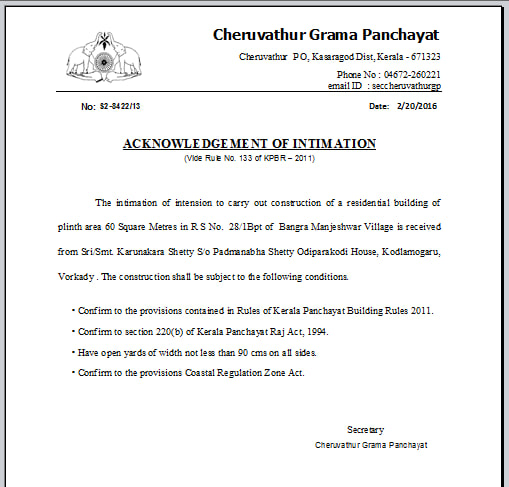 Cheruvathur Grama Panchayat
Cheruvathur P O, Kasaragod Dist, Kerala - 671323
Phone No : 04672-260221
email ID : seccheruvathurgp
No: S2-8422/13 Date: 2/20/2016
ACKNOWLEDGEMENT OF INTIMATION
(Vide Rule No. 133 of KPBR – 2011)
The intimation of intension to carry out construction of a residential building of
plinth area 60 Square Metres in R S No. 28/1Bpt of Bangra Manjeshwar Village is received
from Sri/Smt. Karunakara Shetty S/o Padmanabha Shetty Odiparakodi House, Kodlamogaru,
Vorkady . The construction shall be subject to the following conditions.
• Confirm to the provisions contained in Rules of Kerala Panchayat Building Rules 2011.
• Confirm to section 220(b) of Kerala Panchayat Raj Act, 1994.
• Have open yards of width not less than 90 cms on all sides.
• Confirm to the provisions Coastal Regulation Zone Act.
Secretary
Cheruvathur Grama Panchayat